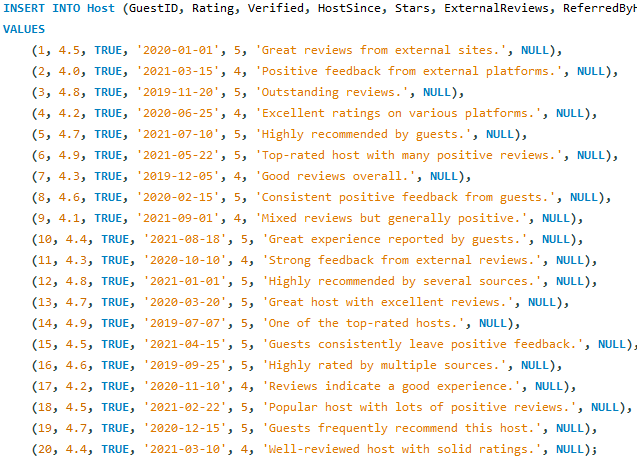 INSERT INTO Host (GuestID, Rating, Verified, HostSince, Stars, ExternalReviews, ReferredByH
VALUES
(1, 4.5, TRUE, '2020-01-01', 5, 'Great reviews from external sites.', NULL),
(2, 4.0, TRUE, '2021-03-15', 4, 'Positive feedback from external platforms.', NULL),
(3, 4.8, TRUE, '2019-11-20', 5, 'Outstanding reviews.', NULL),
(4, 4.2, TRUE, '2020-06-25', 4, 'Excellent ratings on various platforms.', NULL),
(5, 4.7, TRUE, '2021-07-10', 5, 'Highly recommended by guests.', NULL),
(6, 4.9, TRUE, '2021-05-22', 5, 'Top-rated host with many positive reviews.', NULL),
(7, 4.3, TRUE, '2019-12-05', 4, 'Good reviews overall.', NULL),
(8, 4.6, TRUE, '2020-02-15', 5, 'Consistent positive feedback from guests.', NULL),
(9, 4.1, TRUE, '2021-09-01', 4, 'Mixed reviews but generally positive.', NULL),
(10, 4.4, TRUE, '2021-08-18', 5, 'Great experience reported by guests.', NULL),
(11, 4.3, TRUE, '2020-10-10', 4, 'Strong feedback from external reviews.', NULL),
(12, 4.8, TRUE, '2021-01-01', 5, 'Highly recommended by several sources.', NULL),
(13, 4.7, TRUE, '2020-03-20', 5, 'Great host with excellent reviews.', NULL),
(14, 4.9, TRUE, '2019-07-07', 5, 'One of the top-rated hosts.', NULL),
(15, 4.5, TRUE, '2021-04-15', 5, 'Guests consistently leave positive feedback.', NULL),
(16, 4.6, TRUE, '2019-09-25', 5, 'Highly rated by multiple sources.', NULL),
(17, 4.2, TRUE, '2020-11-10', 4, 'Reviews indicate a good experience.', NULL),
(18, 4.5, TRUE, '2021-02-22', 5, 'Popular host with lots of positive reviews.', NULL),
(19, 4.7, TRUE, '2020-12-15', 5, 'Guests frequently recommend this host.', NULL),
(20, 4.4, TRUE, '2021-03-10', 4, 'Well-reviewed host with solid ratings.', NULL);